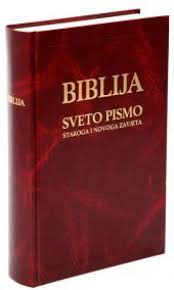 BIBLIJA
SVETO PISMO
STAROGA I NOVOGA ZAVJETA
BIBLIJA